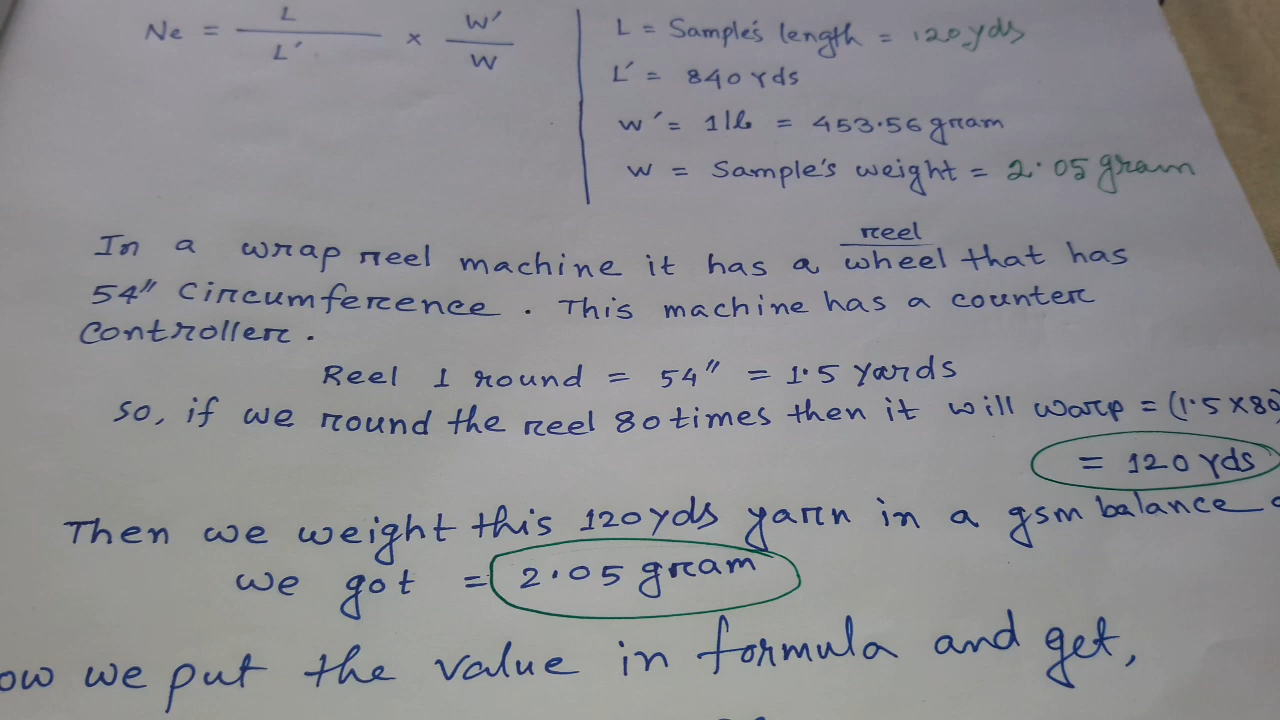 Ne = L / L' × W' / W
L = Sample's length = 120 yds
L' = 840 Yds
W' = 1 lb = 453.56 gram
W = Sample's weight = 2.05 gram
In a wrap reel machine it has a reel wheel that has
54" Circumference. This machine has a counter
Controller.
Reel 1 round = 54" = 1.5 Yards
So, if we round the reel 80 times then it will warp = (1.5 X 80
= 120 Yds
Then we weight this 120 yds yarn in a gsm balance
we got = 2.05 gram
ow we put the value in formula and get,